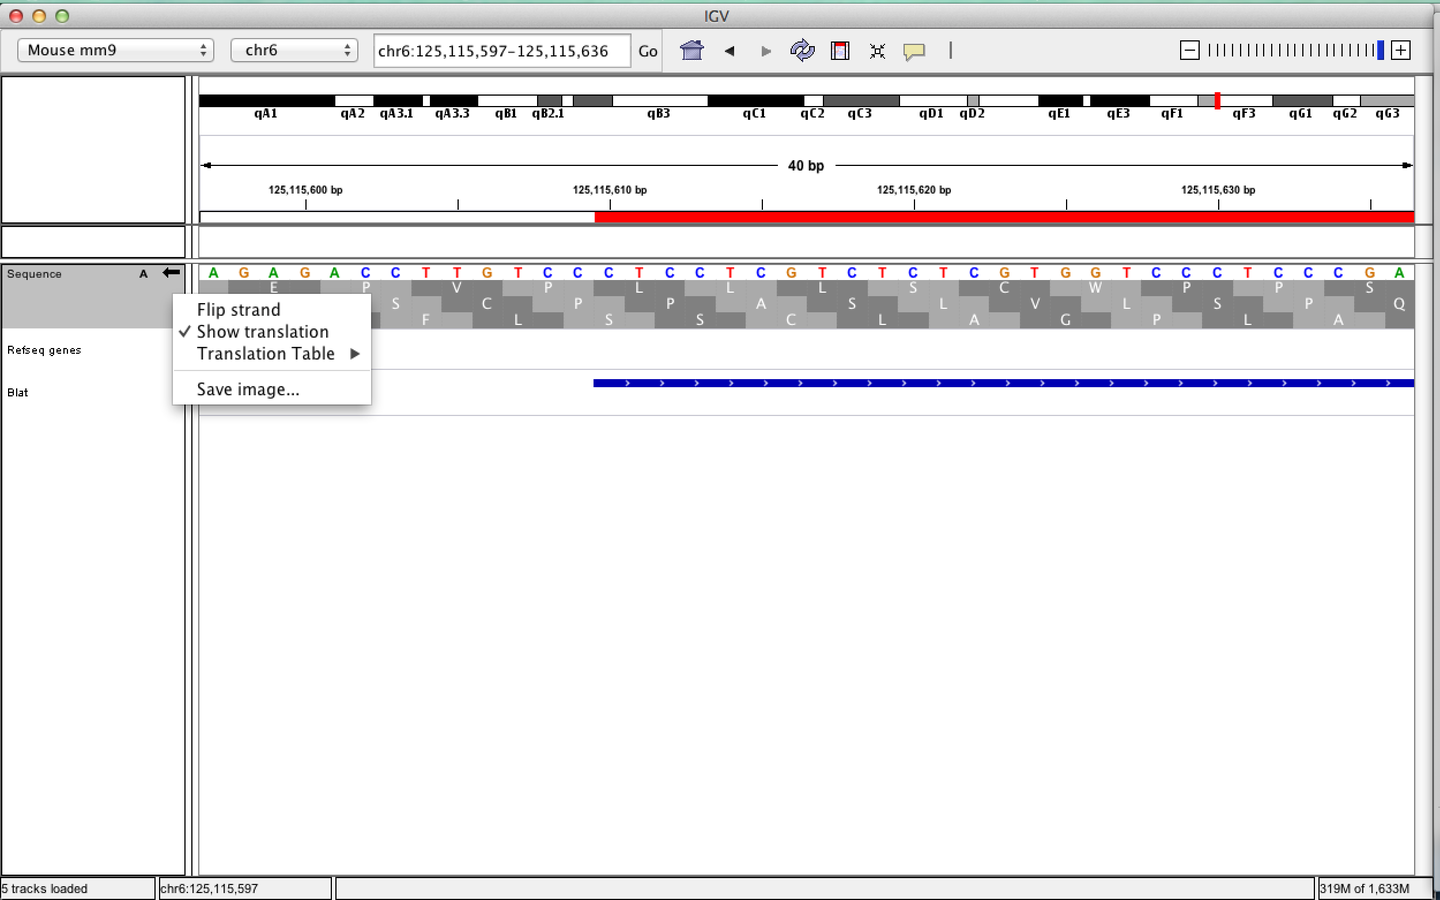 IGV
Mouse mm9 chr6 chr6:125,115,597-125,115,636 Go
qA1 qA2 qA3.1 qA3.3 qB1 qB2.1 qB3 qC1 qC2 qC3 qD1 qD2 qE1 qE3 qF1 qF3 qG1 qG2 qG3
40 bp
125,115,600 bp 125,115,610 bp 125,115,620 bp 125,115,630 bp
Sequence A A G A G A C C T T G T C C C T C C T C G T C T C T C G T G G T C C C T C C C G A
E P V P L L L S C W P P S
S C P P A S L V L S P Q
F L S S C L A G P L A
Flip strand
Show translation
Translation Table
Save image...
Refseq genes
Blat
5 tracks loaded chr6:125,115,597 319M of 1,633M